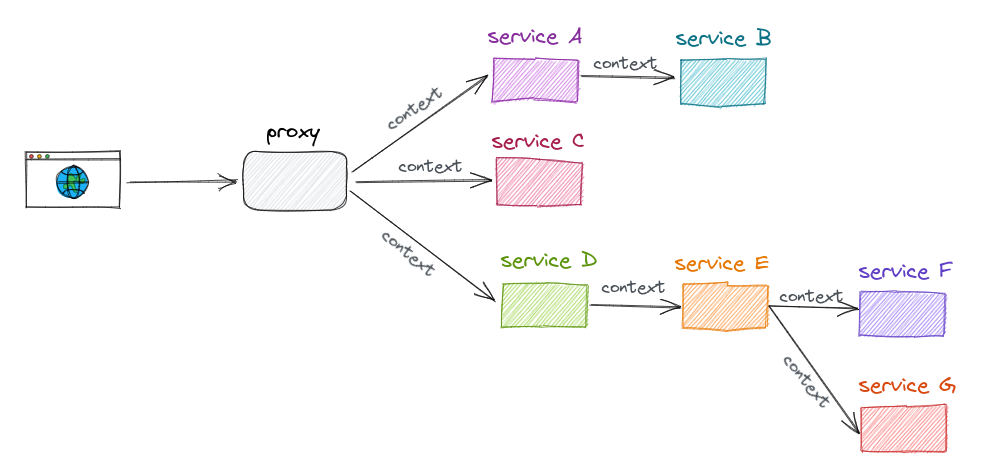 service A
service B
context
context
proxy
service C
context
context
service D
context
service E
context
service F
context
service G